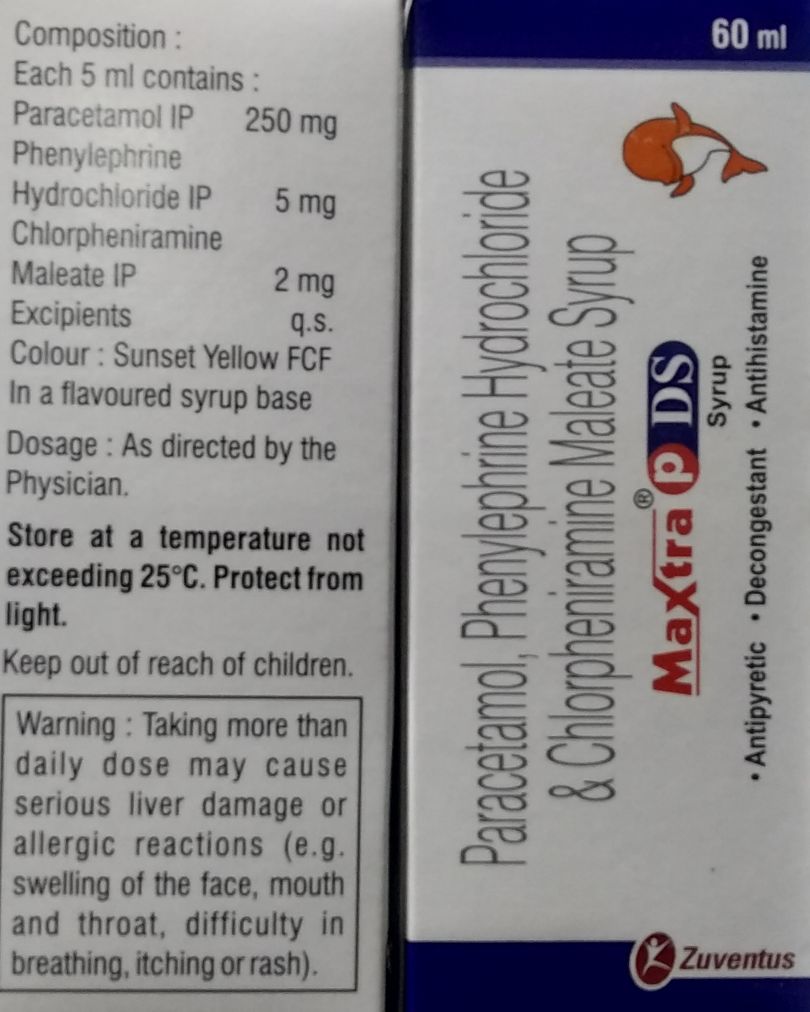 Composition :
Each 5 ml contains :
Paracetamol IP 250 mg
Phenylephrine
Hydrochloride IP 5 mg
Chlorpheniramine
Maleate IP 2 mg
Excipients q.s.
Colour : Sunset Yellow FCF
In a flavoured syrup base
Dosage : As directed by the
Physician.
Store at a temperature not
exceeding 25°C. Protect from
light.
Keep out of reach of children.
Warning : Taking more than
daily dose may cause
serious liver damage or
allergic reactions (e.g.
swelling of the face, mouth
and throat, difficulty in
breathing, itching or rash).
60 ml
Paracetamol, Phenylephrine Hydrochloride
& Chlorpheniramine Maleate Syrup
Maxtra® P DS
Syrup
• Antipyretic • Decongestant • Antihistamine
Zuventus